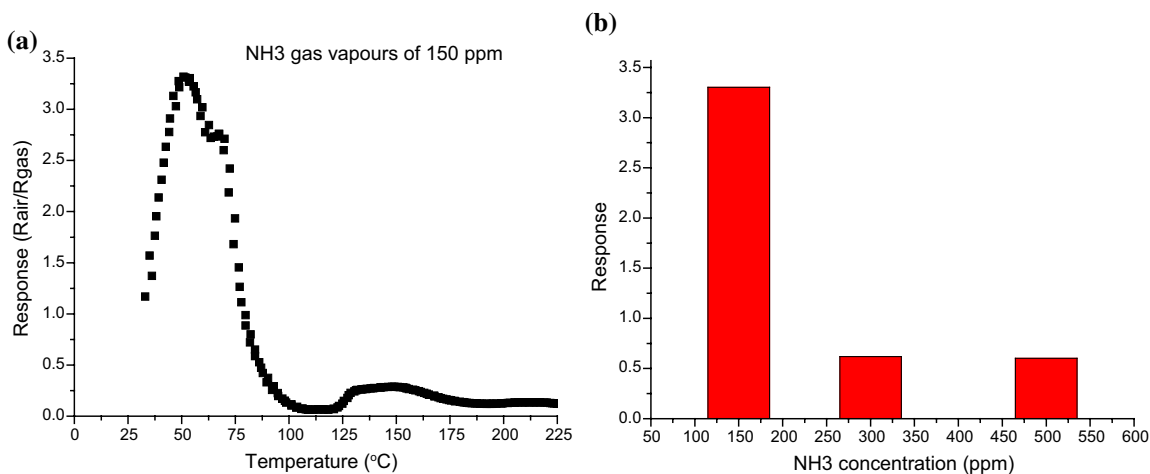 (a)
NH3 gas vapours of 150 ppm
3.5
3.0
2.5
2.0
1.5
1.0
0.5
0.0
Response (Rair/Rgas)
0 25 50 75 100 125 150 175 200 225
Temperature (°C)
(b)
3.5
3.0
2.5
2.0
1.5
1.0
0.5
0.0
Response
50 100 150 200 250 300 350 400 450 500 550 600
NH3 concentration (ppm)